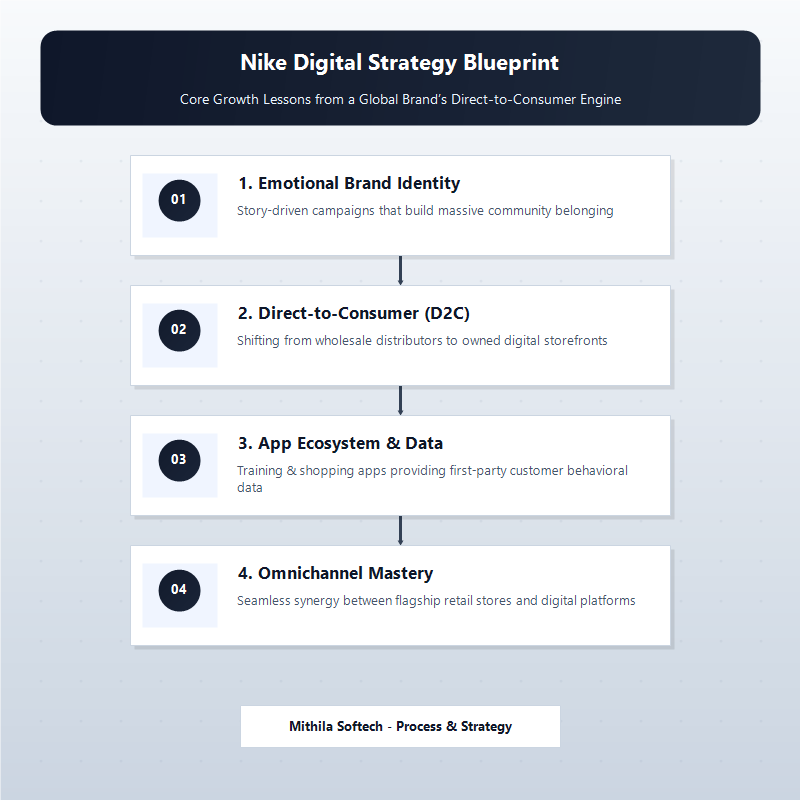 Nike Digital Strategy Blueprint
Core Growth Lessons from a Global Brand’s Direct-to-Consumer Engine
01
1. Emotional Brand Identity
Story-driven campaigns that build massive community belonging
02
2. Direct-to-Consumer (D2C)
Shifting from wholesale distributors to owned digital storefronts
03
3. App Ecosystem & Data
Training & shopping apps providing first-party customer behavioral
data
04
4. Omnichannel Mastery
Seamless synergy between flagship retail stores and digital platforms
Mithila Softech - Process & Strategy